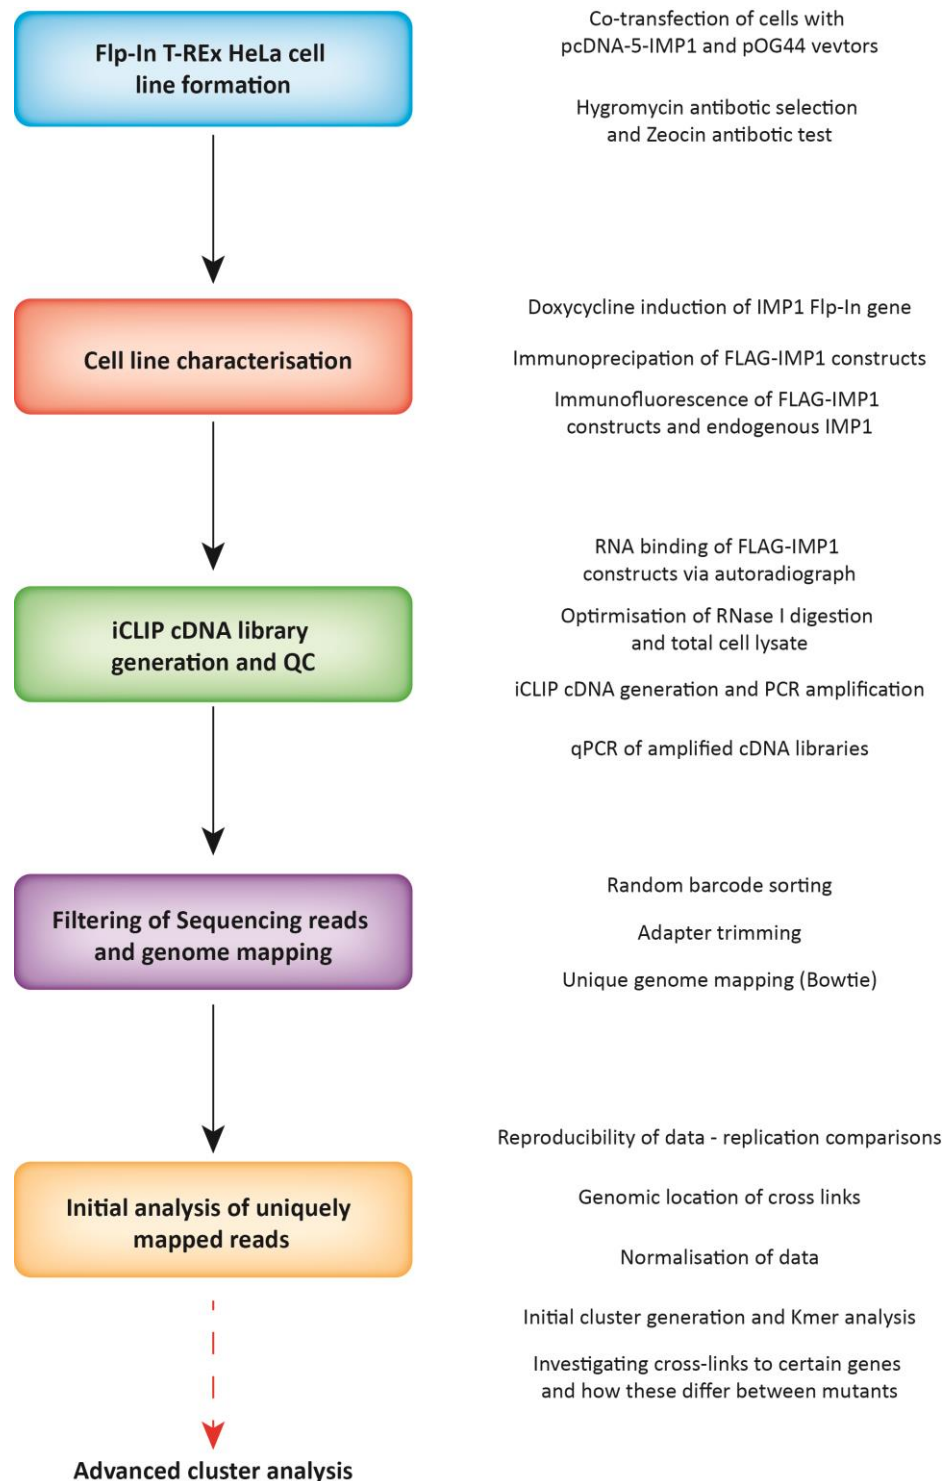 Flp-In T-REx HeLa cell
line formation
Co-transfection of cells with
pcDNA-5-IMP1 and pOG44 vevtors
Hygromycin antibotic selection
and Zeocin antibotic test
Cell line characterisation
Doxycycline induction of IMP1 Flp-In gene
Immunoprecipation of FLAG-IMP1 constructs
Immunofluorescence of FLAG-IMP1
constructs and endogenous IMP1
iCLIP cDNA library
generation and QC
RNA binding of FLAG-IMP1
constructs via autoradiograph
Optirmisation of RNase I digestion
and total cell lysate
iCLIP cDNA generation and PCR amplification
qPCR of amplified cDNA libraries
Filtering of Sequencing reads
and genome mapping
Random barcode sorting
Adapter trimming
Unique genome mapping (Bowtie)
Initial analysis of uniquely
mapped reads
Reproducibility of data - replication comparisons
Genomic location of cross links
Normalisation of data
Initial cluster generation and Kmer analysis
Investigating cross-links to certain genes
and how these differ between mutants
Advanced cluster analysis